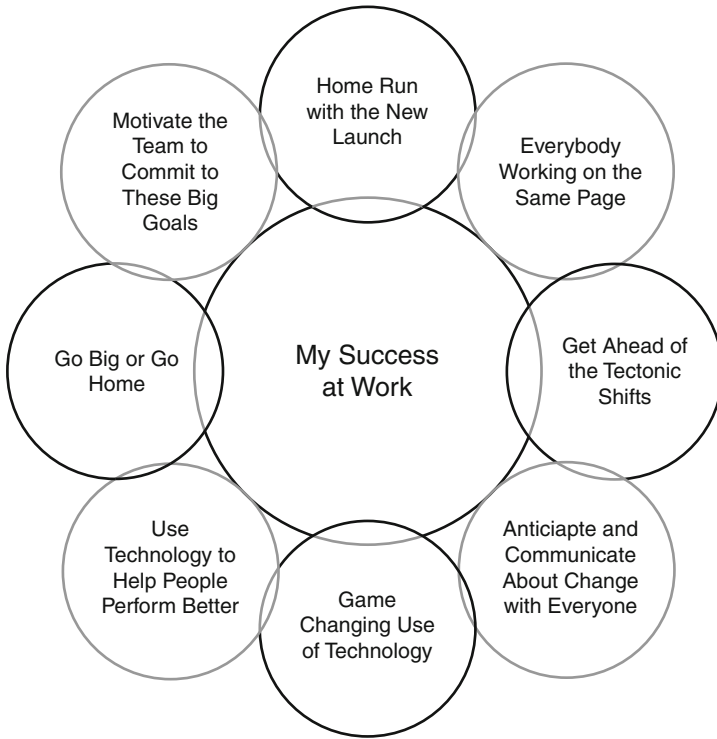 Home Run
with the New
Launch
Motivate the
Team to
Commit to
These Big
Goals
Everybody
Working on the
Same Page
Go Big or Go
Home
My Success
at Work
Get Ahead of
the Tectonic
Shifts
Use
Technology to
Help People
Perform Better
Anticiapte and
Communicate
About Change
with Everyone
Game
Changing Use
of Technology